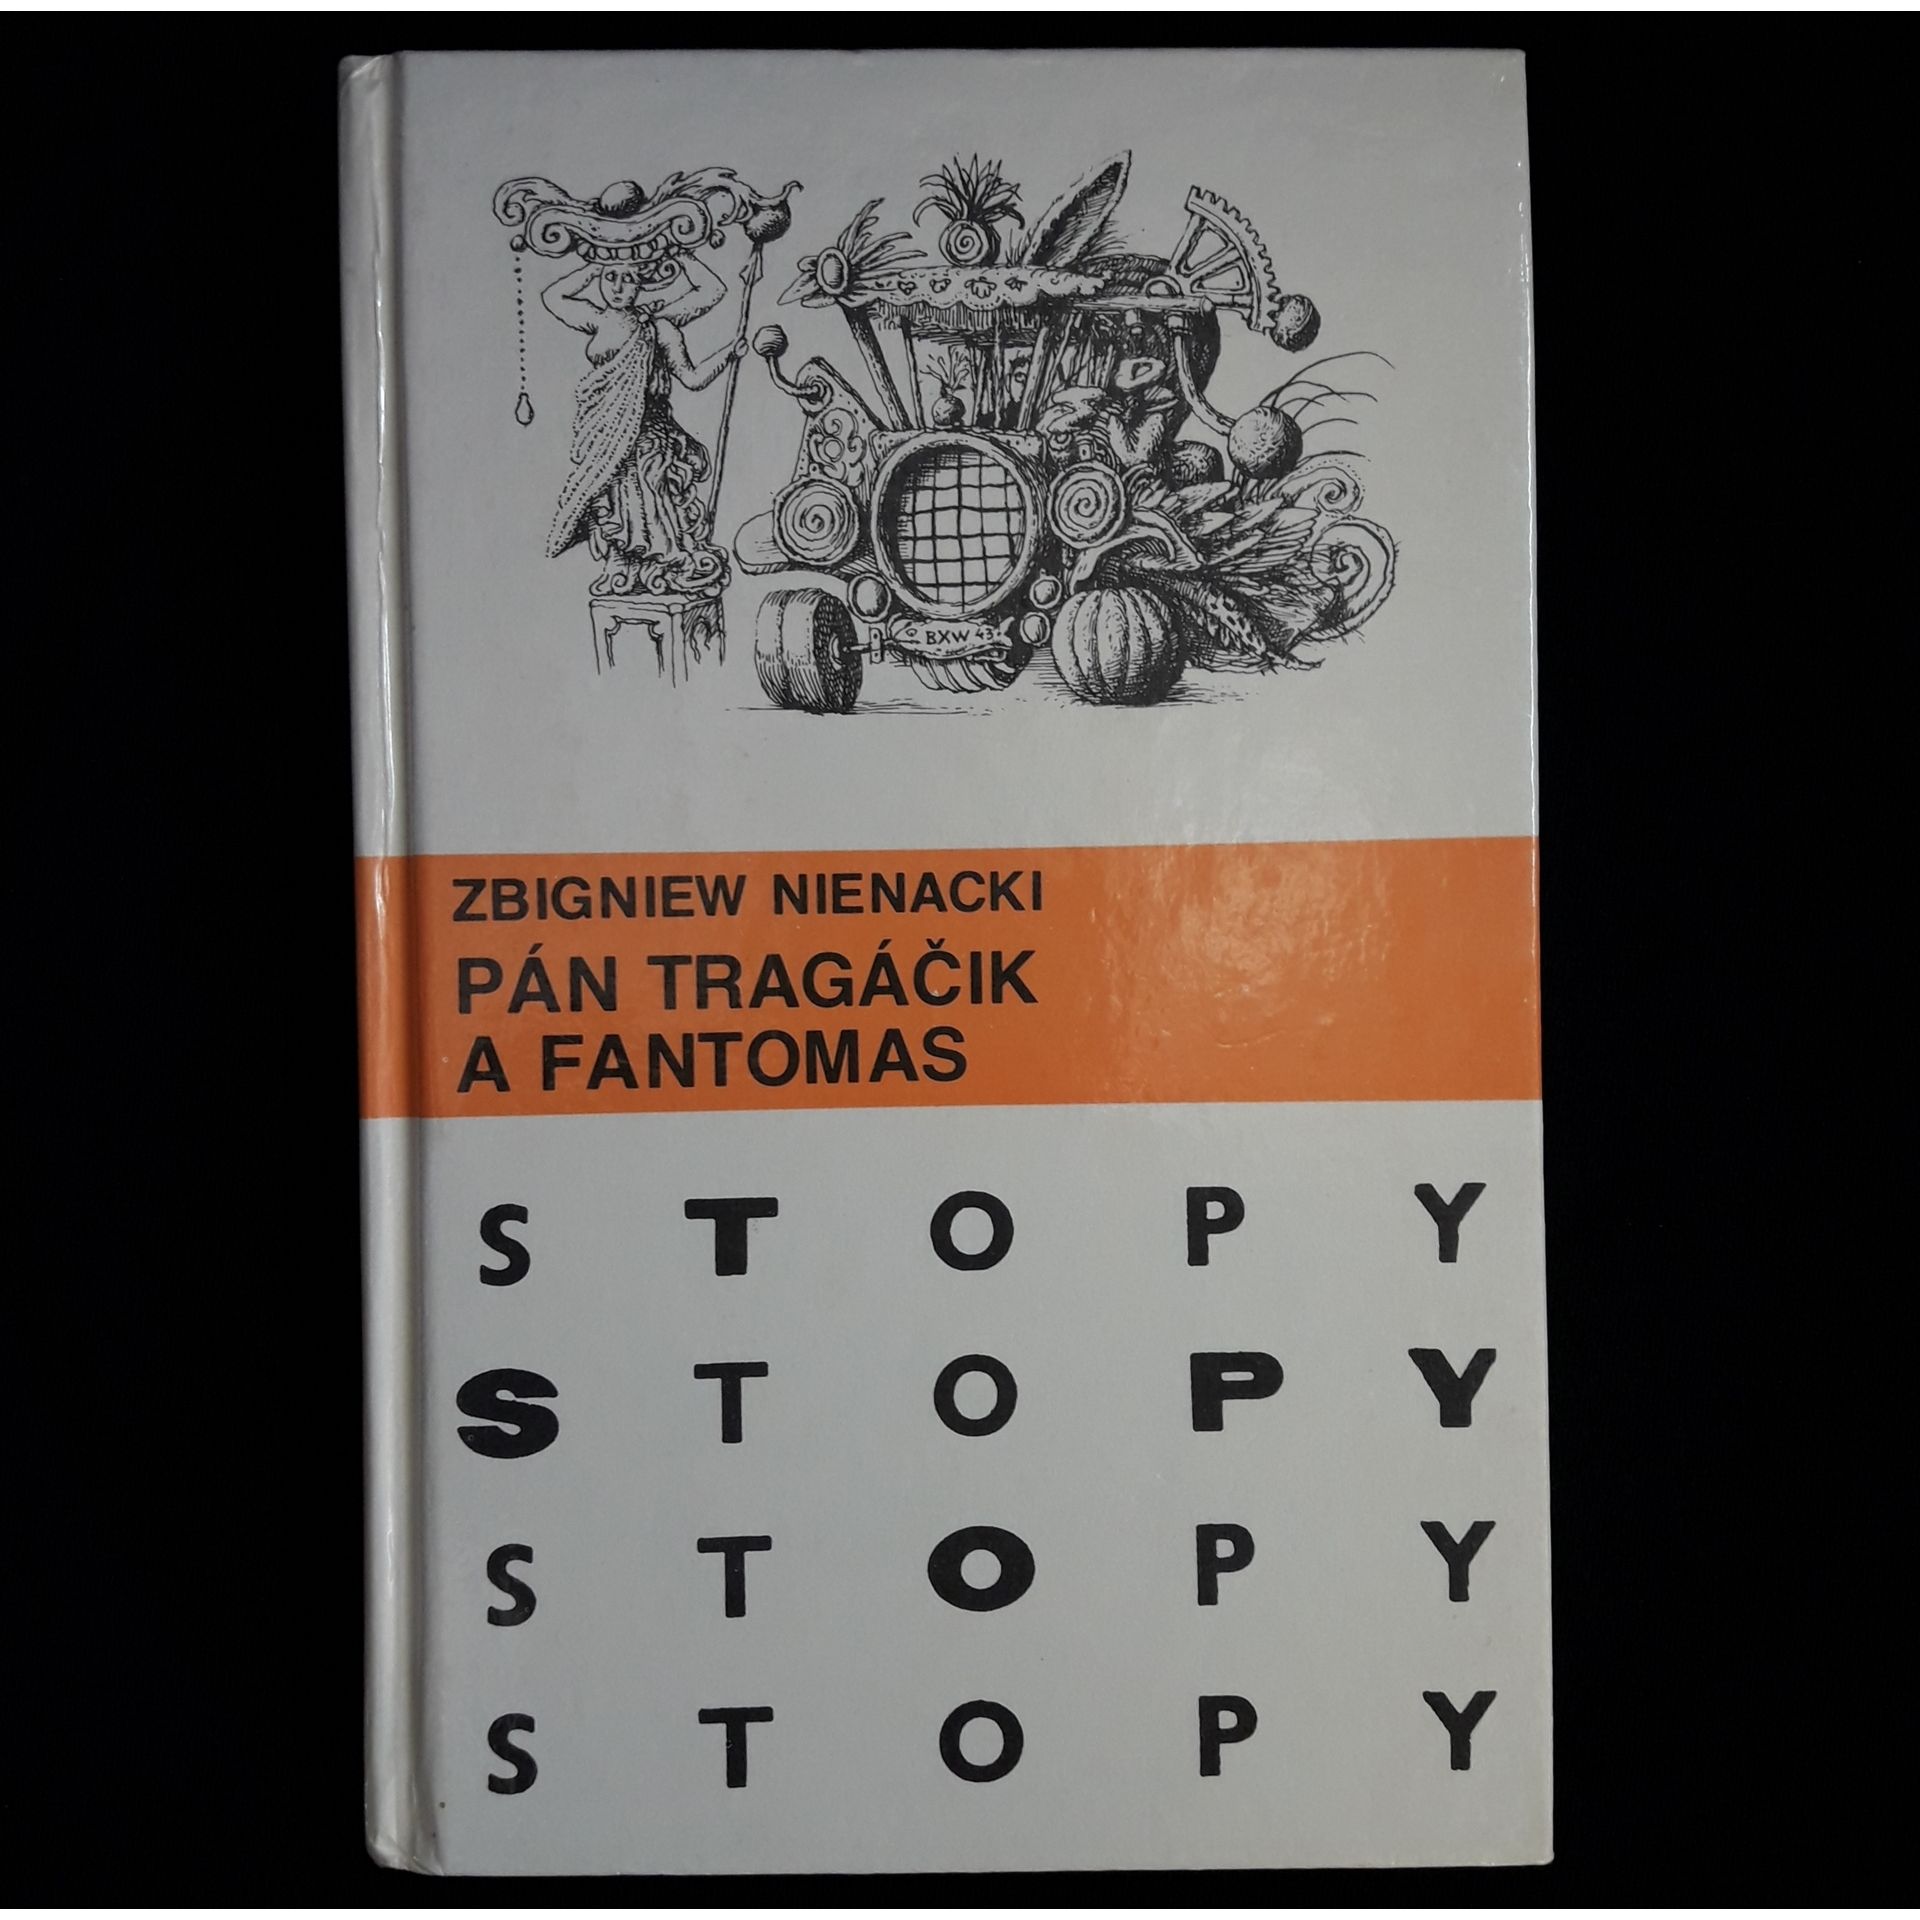 BXW 43
ZBIGNIEW NIENACKI
PÁN TRAGÁČIK
A FANTOMAS
S T O P Y
S T O P Y
S T O P Y
S T O P Y